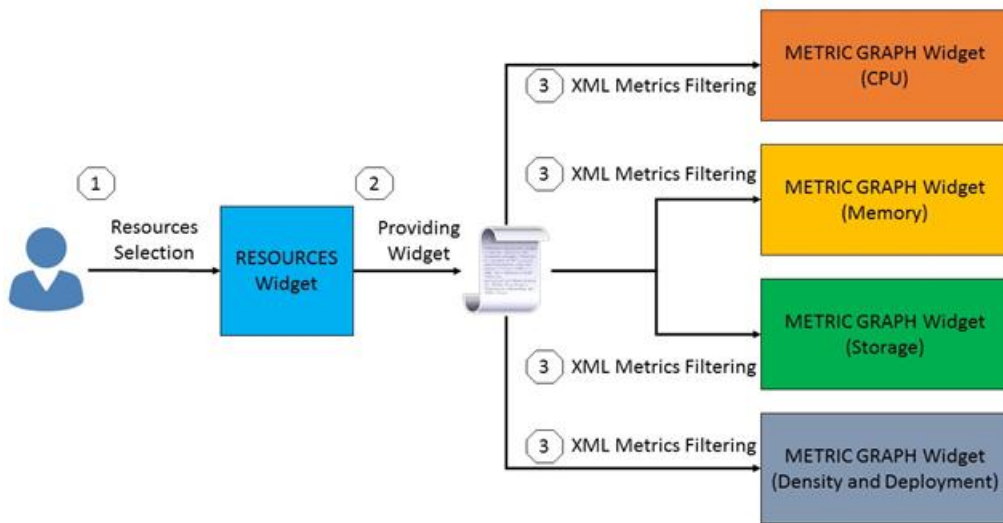 1
Resources
Selection
RESOURCES
Widget
2
Providing
Widget
3 XML Metrics Filtering
METRIC GRAPH Widget
(CPU)
3 XML Metrics Filtering
METRIC GRAPH Widget
(Memory)
3 XML Metrics Filtering
METRIC GRAPH Widget
(Storage)
3 XML Metrics Filtering
METRIC GRAPH Widget
(Density and Deployment)